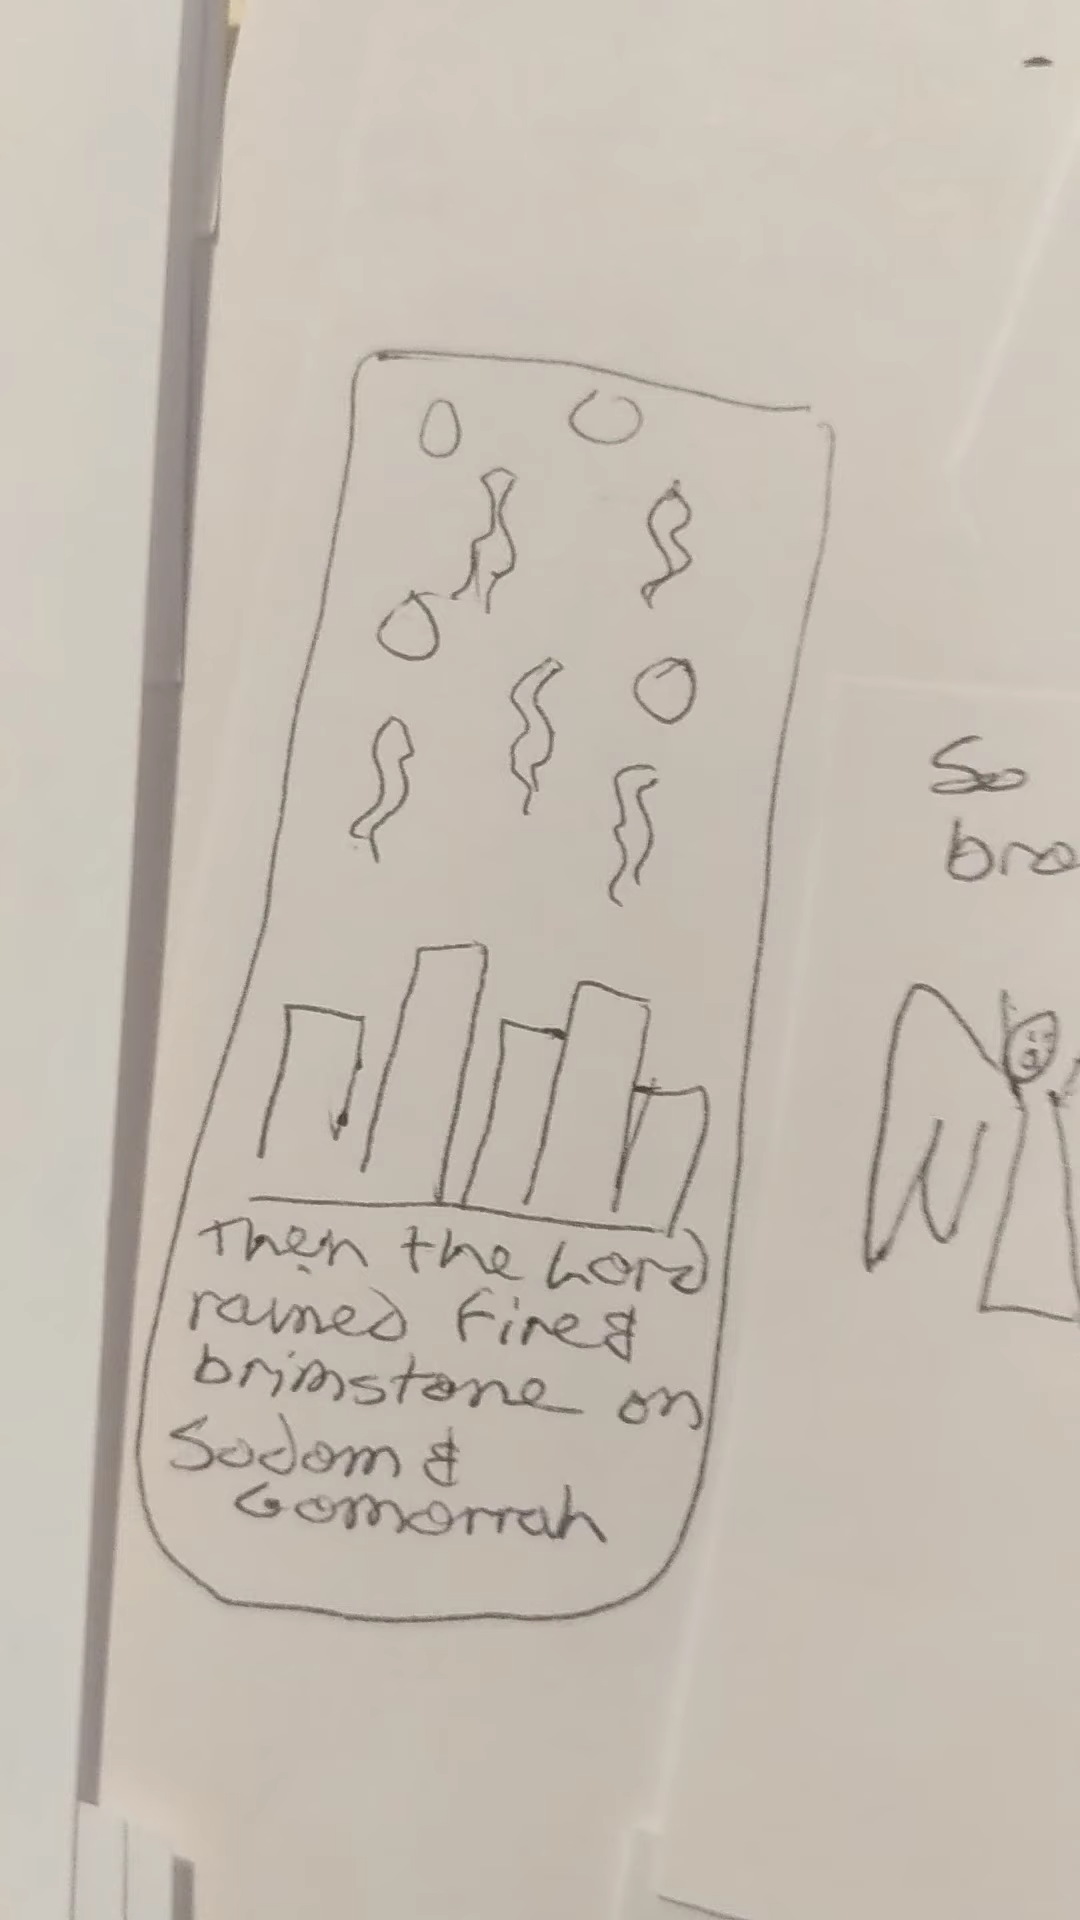 Then the Lord
rained Fire &
brimstone on
Sodom &
Gomorrah
So
bro